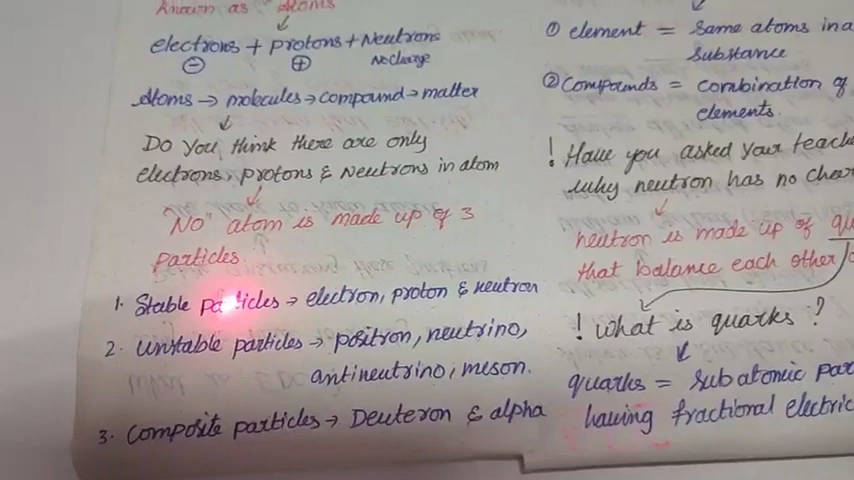 known as atoms
electrons + protons + Neutrons
- + No charge
Atoms → molecules → compound → matter
Do you think there are only
electrons, protons & Neutrons in atom
"No" atom is made up of 3
particles.
1. Stable particles → electron, proton & neutron
2. Unstable particles → positron, neutrino,
antineutrino, meson.
3. Composite particles → Deuteron & alpha
① element = same atoms in a
substance
② Compounds = combination of
elements.
! Have you asked your teach
why neutron has no char
neutron is made up of qu
that balance each other
! What is quarks ?
quarks = subatomic par
having fractional electric